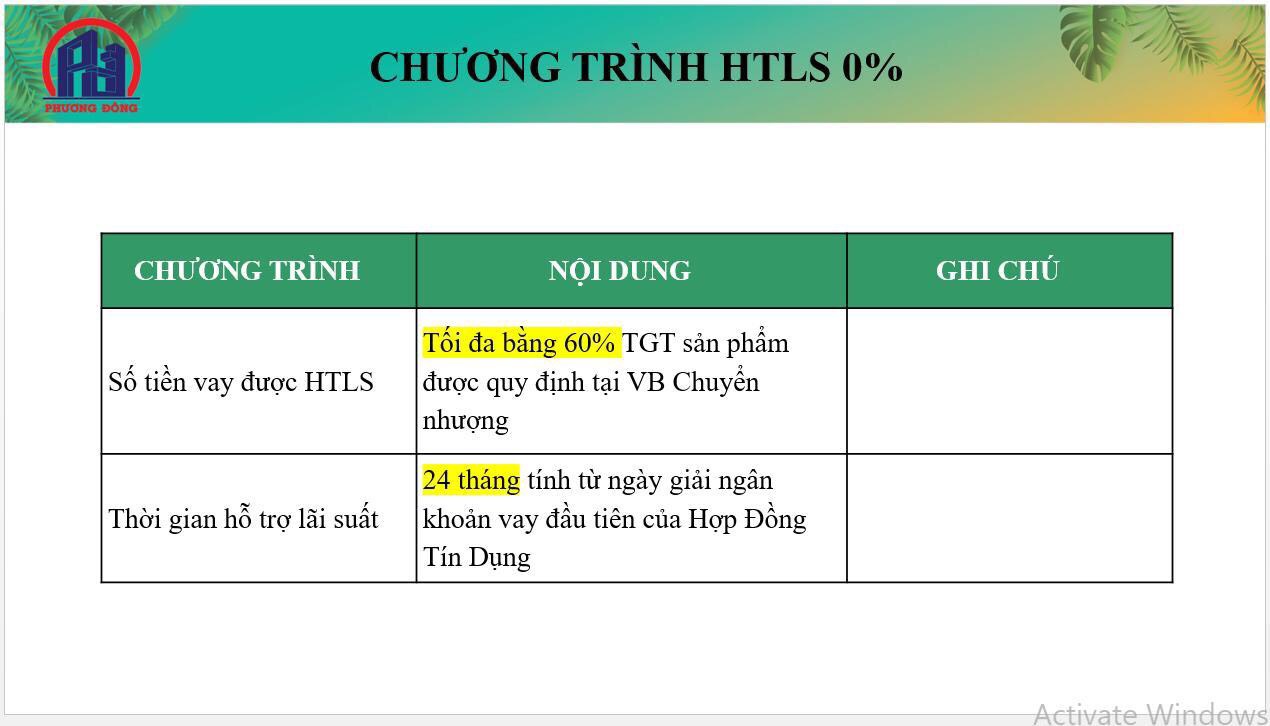 PHƯƠNG ĐÔNG
CHƯƠNG TRÌNH HTLS 0%
CHƯƠNG TRÌNH
NỘI DUNG
GHI CHÚ
Số tiền vay được HTLS
Tối đa bằng 60% TGT sản phẩm
được quy định tại VB Chuyển
nhượng
Thời gian hỗ trợ lãi suất
24 tháng tính từ ngày giải ngân
khoản vay đầu tiên của Hợp Đồng
Tín Dụng
Activate Windows